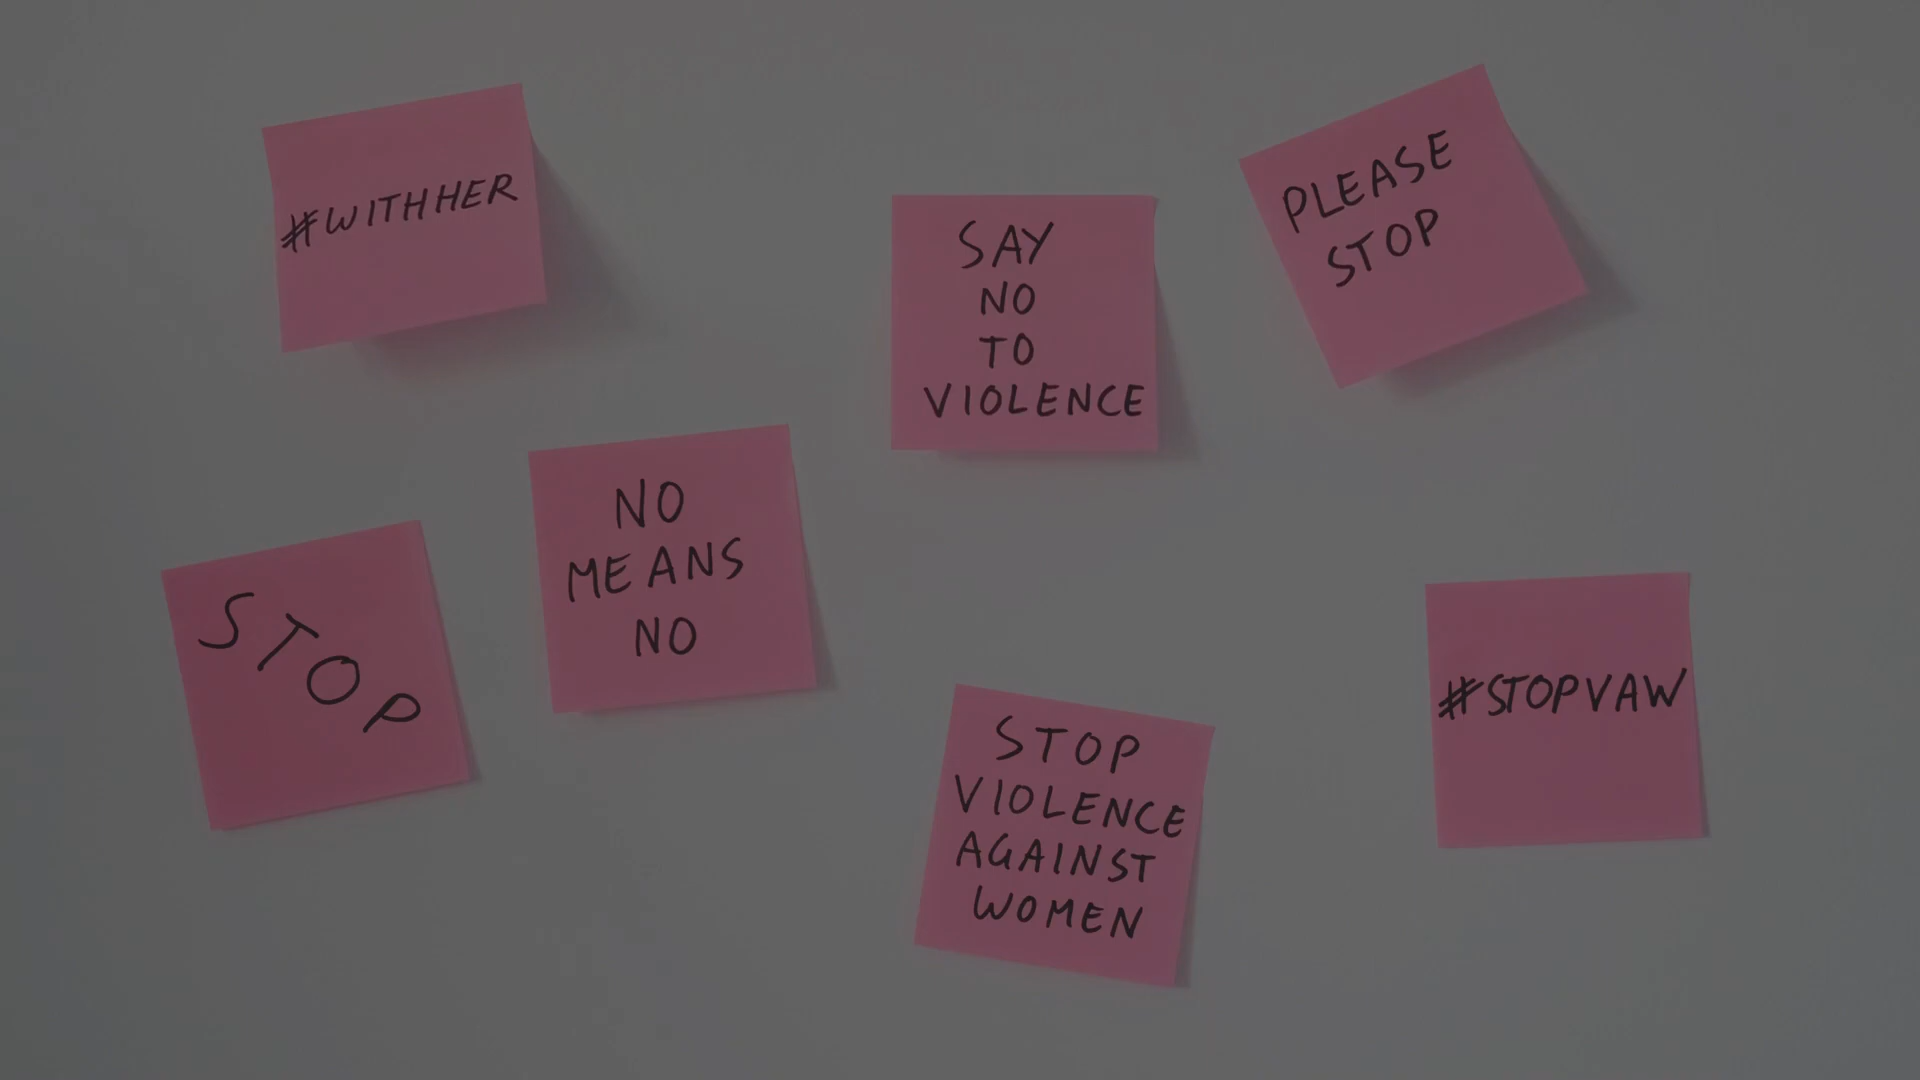 #WITHHER
SAY
NO
TO
VIOLENCE
PLEASE
STOP
STOP
NO
MEANS
NO
STOP
VIOLENCE
AGAINST
WOMEN
#STOPVAW